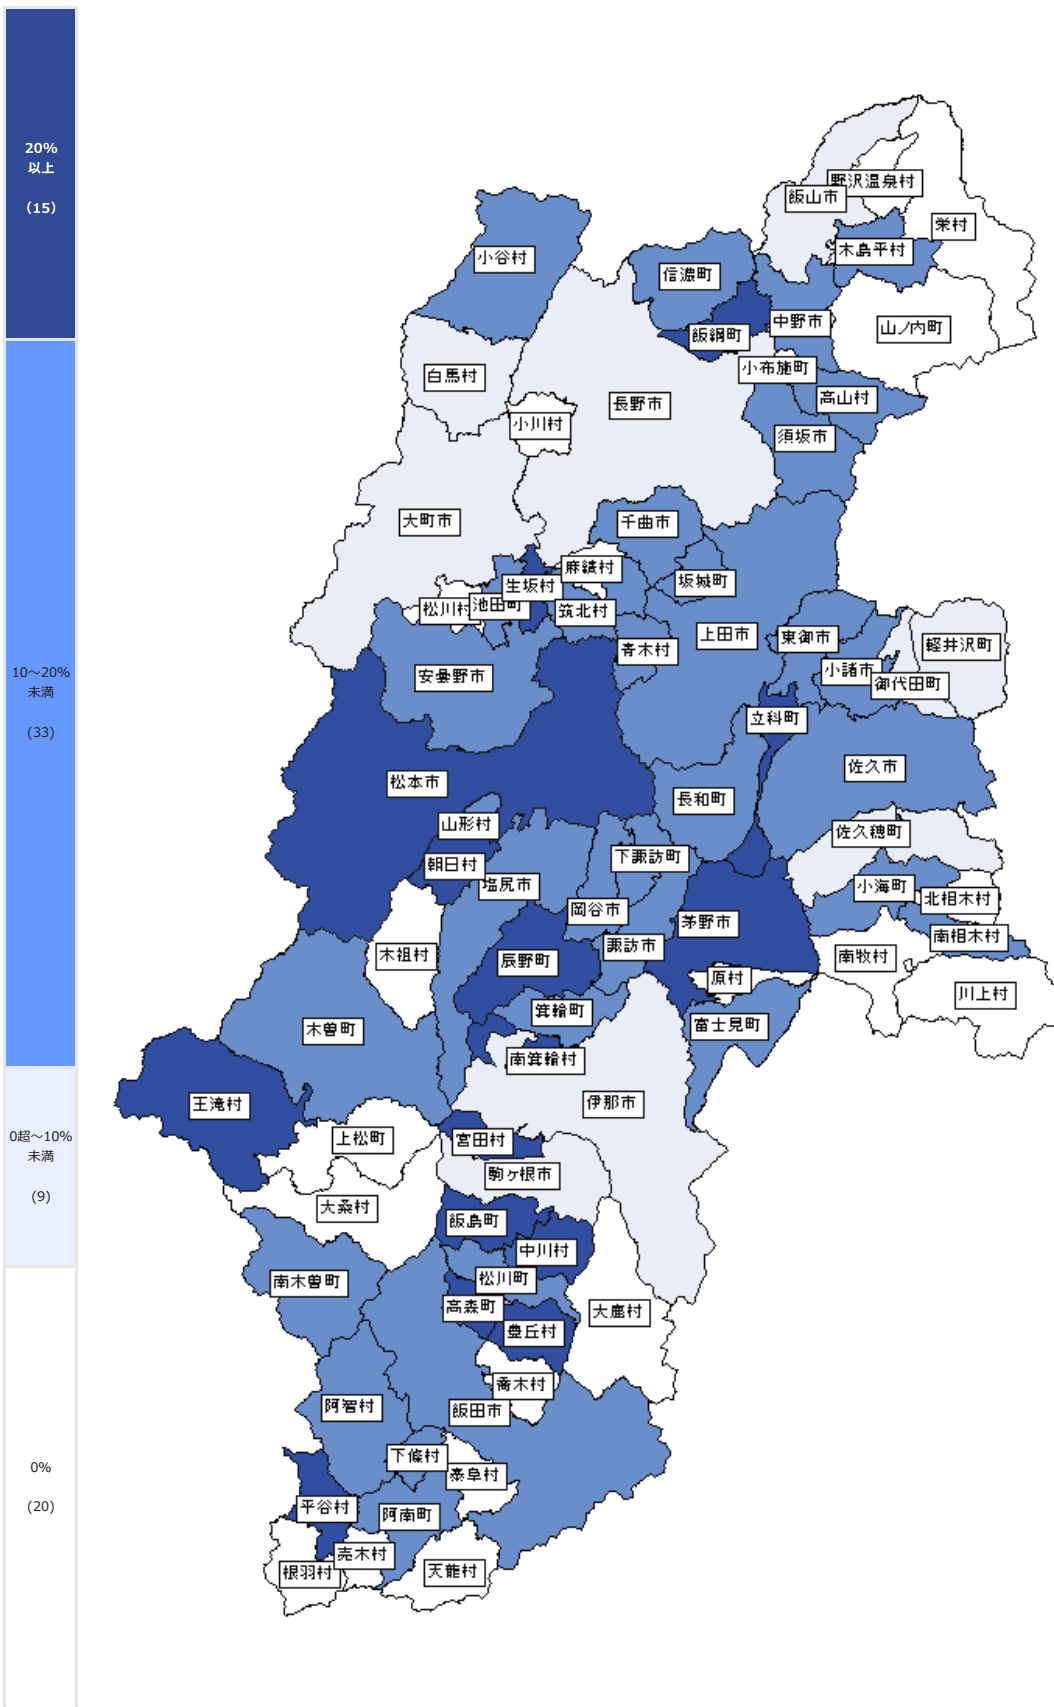 20%
以上
（15）
10～20%
未満
(33)
0超～10%
未満
(9)
0%
(20)
野沢温泉村
飯山市
栄村
木島平村
小谷村
信濃町
中野市
山ノ内町
飯綱町
小布施町
白馬村
高山村
長野市
小川村
須坂市
大町市
千曲市
麻績村
坂城町
生坂村
池田町
松川村
筑北村
上田市
東御市
軽井沢町
青木村
小諸市
安曇野市
御代田町
立科町
佐久市
松本市
長和町
山形村
佐久穂町
下諏訪町
朝日村
塩尻市
小海町
北相木村
岡谷市
茅野市
南相木村
諏訪市
木祖村
南牧村
辰野町
原村
川上村
箕輪町
富士見町
木曽町
南箕輪村
王滝村
伊那市
上松町
宮田村
駒ヶ根市
大桑村
飯島町
中川村
南木曽町
松川町
高森町
大鹿村
豊丘村
喬木村
阿智村
飯田市
下條村
泰阜村
平谷村
阿南町
売木村
根羽村
天龍村